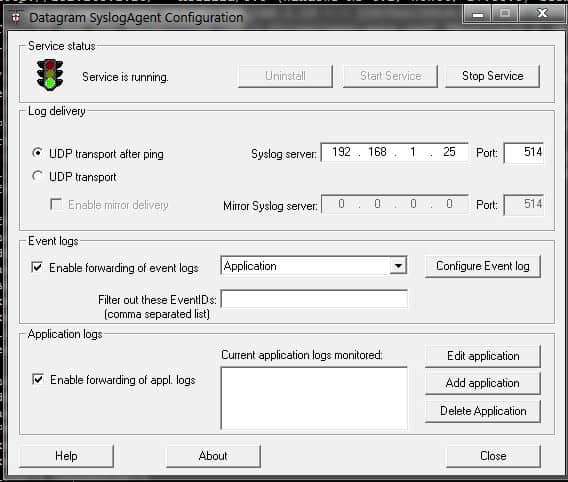 Datagram SyslogAgent Configuration
Service status
Service is running.
Uninstall
Start Service
Stop Service
Log delivery
UDP transport after ping
Syslog server: 192 . 168 . 1 . 25 Port: 514
UDP transport
Enable mirror delivery
Mirror Syslog server: 0 . 0 . 0 . 0 Port: 514
Event logs
Enable forwarding of event logs
Application
Configure Event log
Filter out these EventIDs:
(comma separated list)
Application logs
Current application logs monitored:
Enable forwarding of appl. logs
Edit application
Add application
Delete Application
Help
About
Close